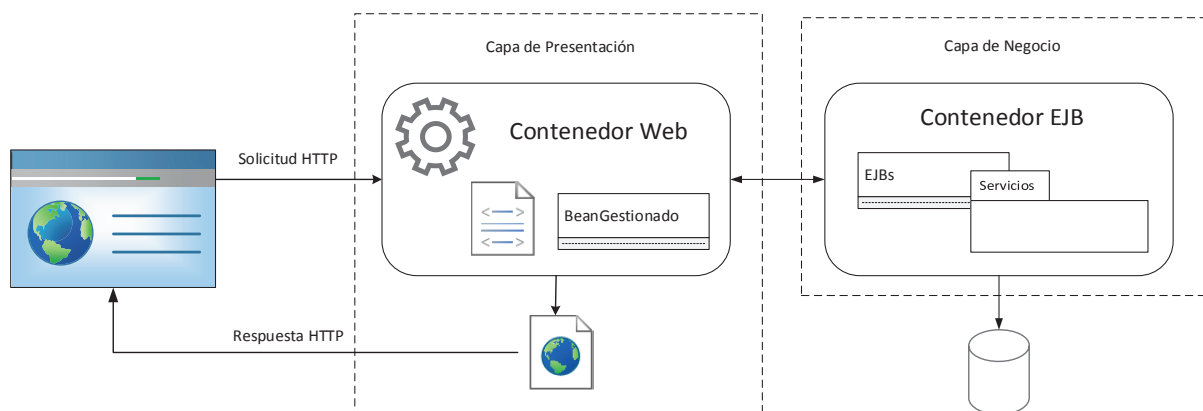 Capa de Presentación
Capa de Negocio
Contenedor Web
Contenedor EJB
Solicitud HTTP
EJBs
Servicios
BeanGestionado
Respuesta HTTP